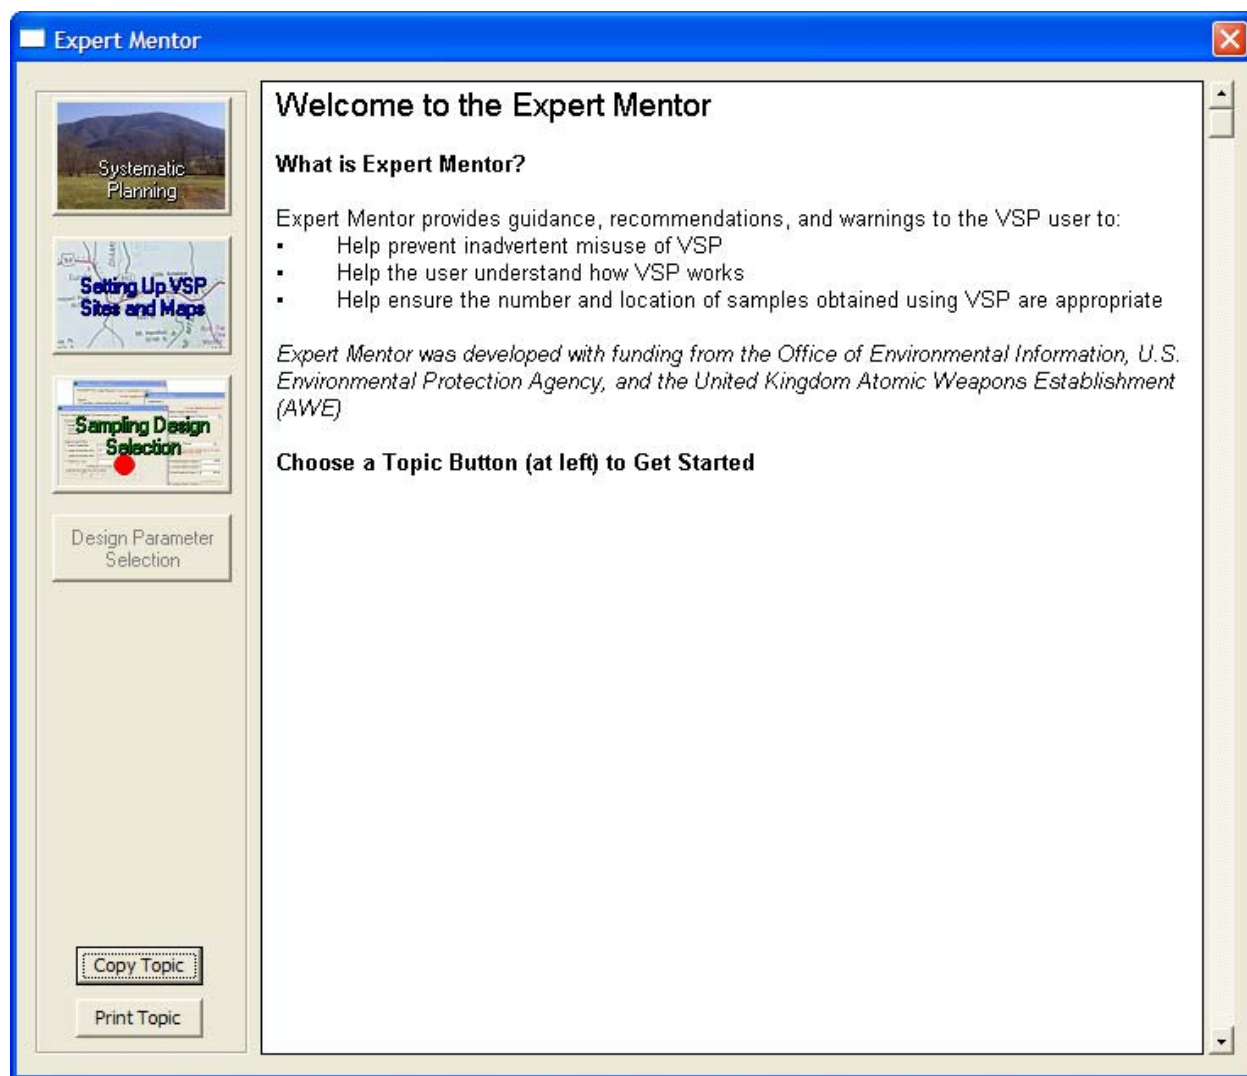 Expert Mentor
Systematic
Planning
Setting Up VSP
Sites and Maps
Sampling Design
Selection
Design Parameter
Selection
Copy Topic
Print Topic
Welcome to the Expert Mentor
What is Expert Mentor?
Expert Mentor provides guidance, recommendations, and warnings to the VSP user to:
▪ Help prevent inadvertent misuse of VSP
▪ Help the user understand how VSP works
▪ Help ensure the number and location of samples obtained using VSP are appropriate
Expert Mentor was developed with funding from the Office of Environmental Information, U.S.
Environmental Protection Agency, and the United Kingdom Atomic Weapons Establishment
(AWE)
Choose a Topic Button (at left) to Get Started